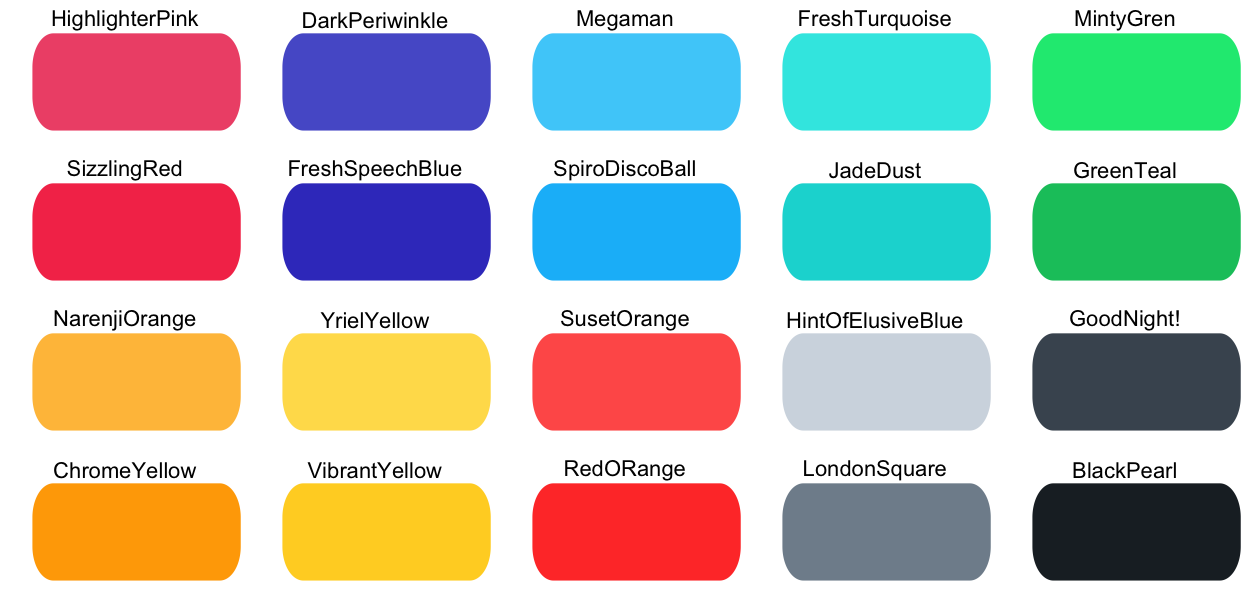 HighlighterPink
DarkPeriwinkle
Megaman
FreshTurquoise
MintyGren
SizzlingRed
FreshSpeechBlue
SpiroDiscoBall
JadeDust
GreenTeal
NarenjiOrange
YrielYellow
SusetOrange
HintOfElusiveBlue
GoodNight!
ChromeYellow
VibrantYellow
RedORange
LondonSquare
BlackPearl